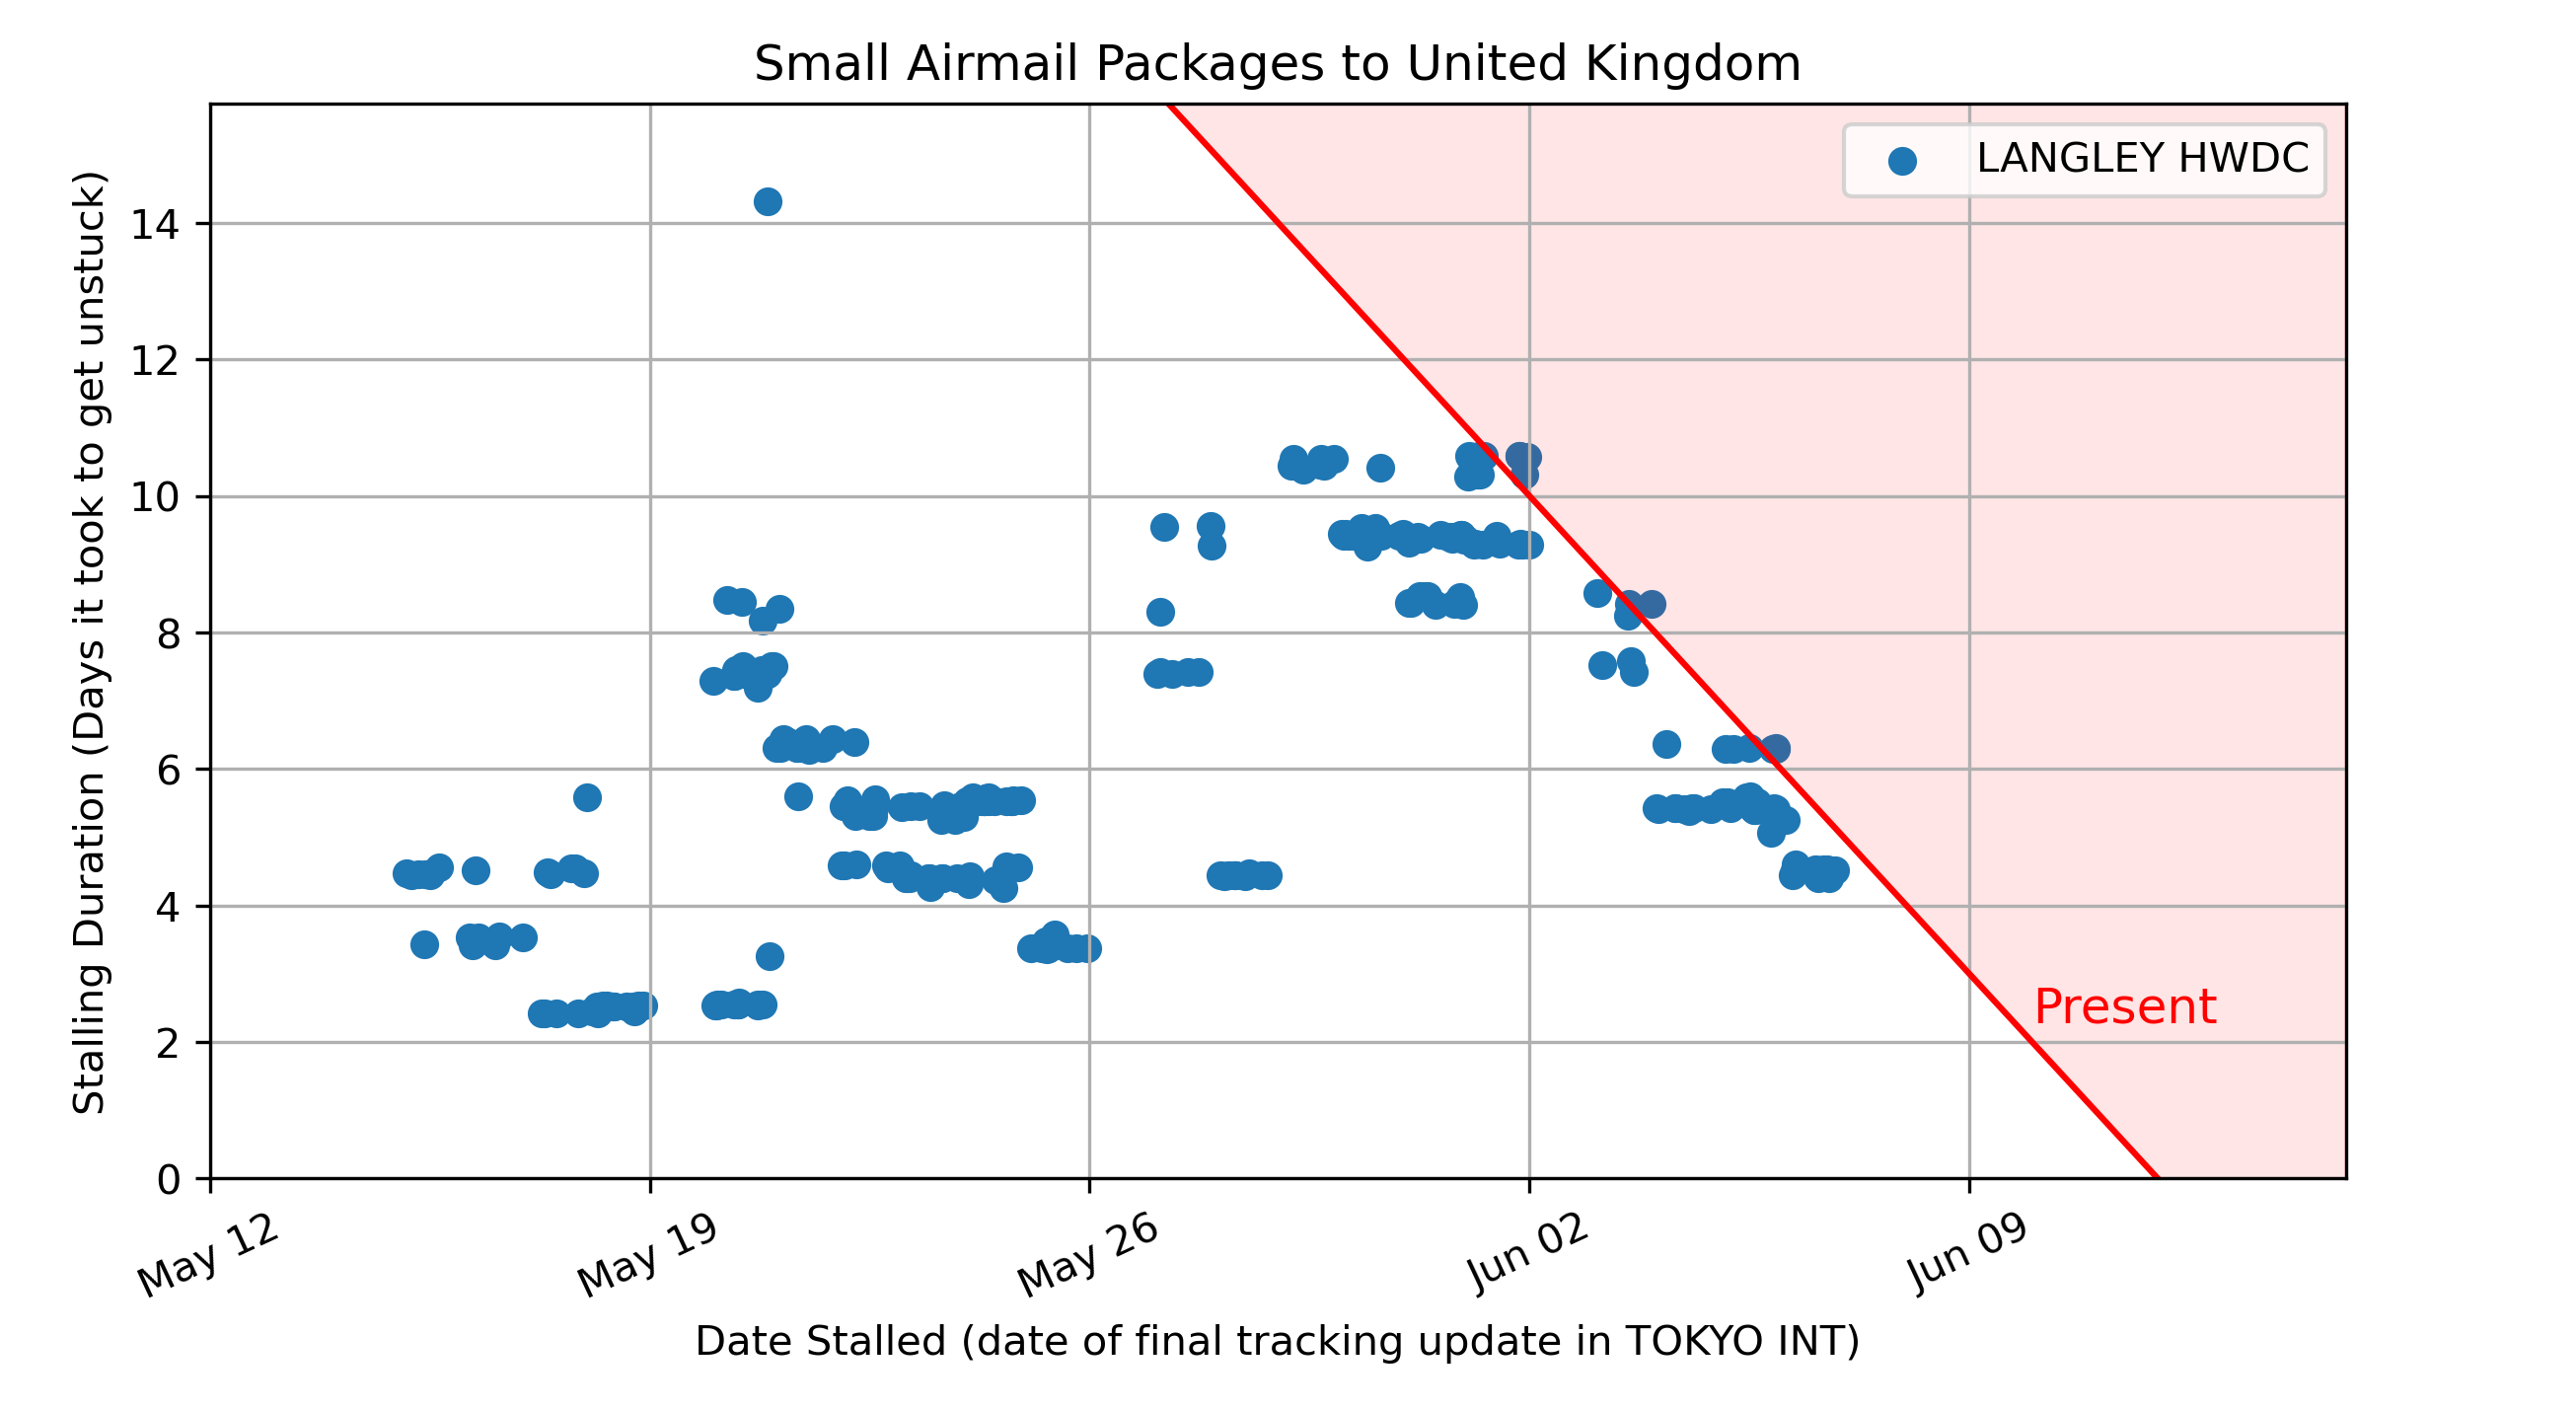 Small Airmail Packages to United Kingdom
LANGLEY HWDC
Stalling Duration (Days it took to get unstuck)
14
12
10
8
6
4
2
0
Present
May 12
May 19
May 26
Jun 02
Jun 09
Date Stalled (date of final tracking update in TOKYO INT)